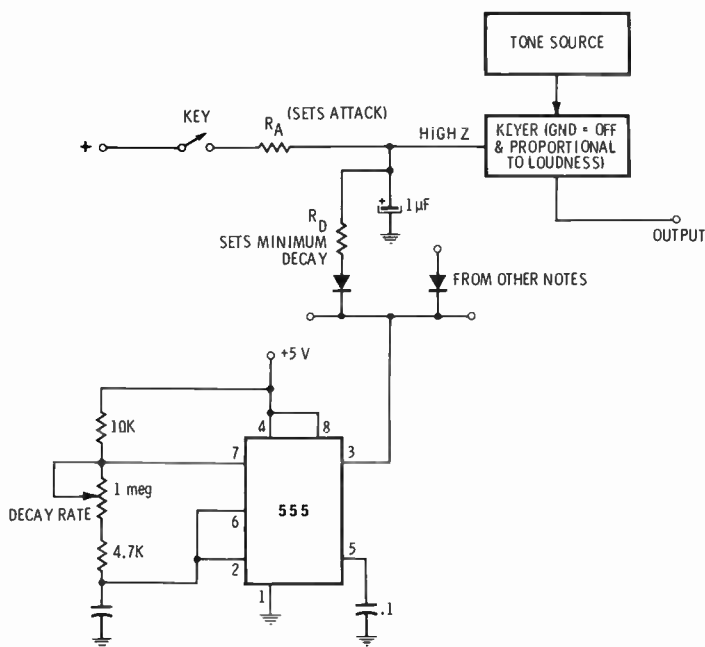 TONE SOURCE
KEY
R_A (SETS ATTACK)
+
HIGH Z
KEYER (GND = OFF
& PROPORTIONAL
TO LOUDNESS)
+
1 µF
R_D
SETS MINIMUM
DECAY
OUTPUT
FROM OTHER NOTES
+5 V
10K
4
8
7
3
1 meg
DECAY RATE
555
6
4.7K
2
5
1
.1